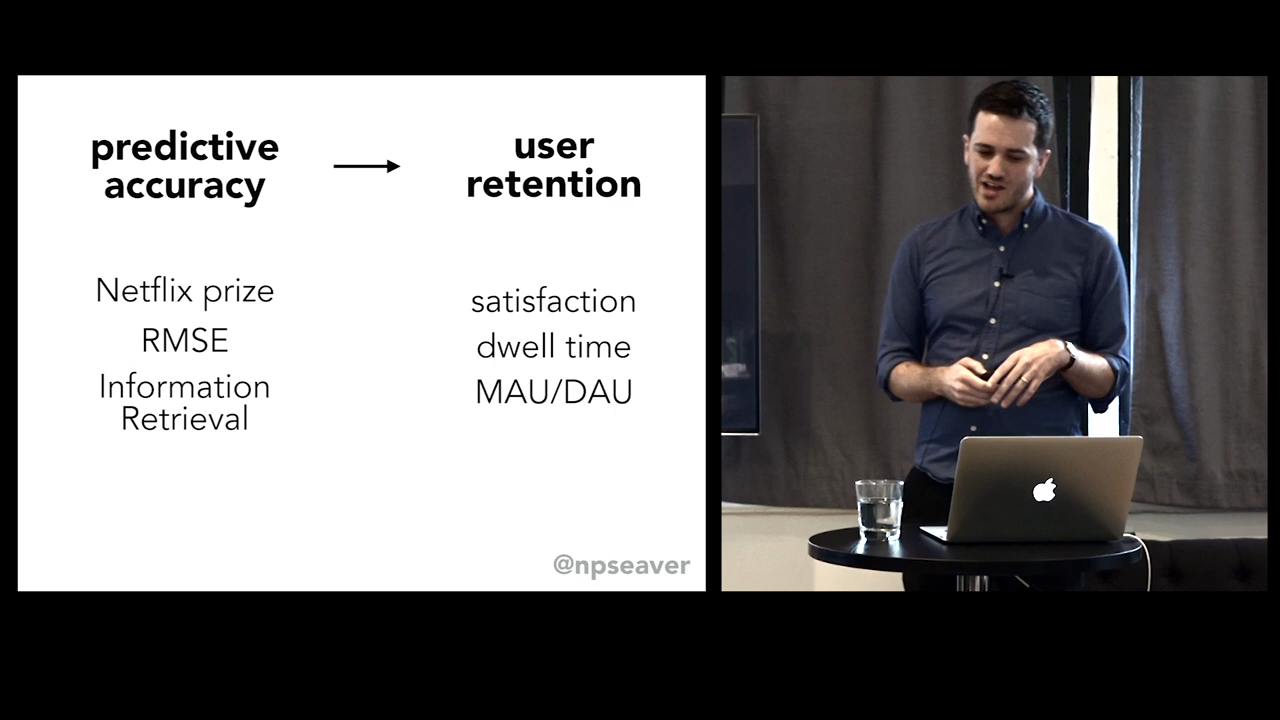 predictive
accuracy
user
retention
Netflix prize
RMSE
Information
Retrieval
satisfaction
dwell time
MAU/DAU
@npseaver